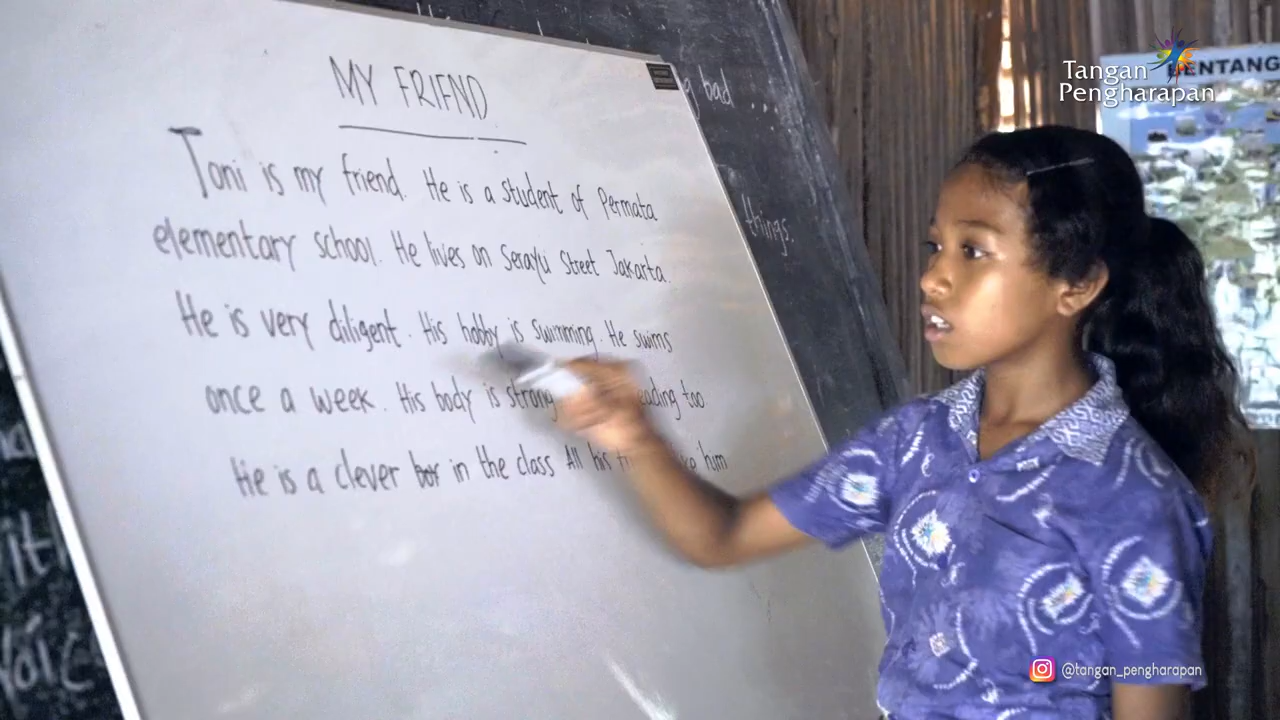 MY FRIEND
Toni is my friend. He is a student of Permata
elementary school. He lives on Serayu Street Jakarta.
He is very diligent. His hobby is swimming. He swims
once a week. His body is strong too
He is a clever boy in the class All his him
bad ...
things.
Tangan
Pengharapan
BENTANG
@tangan_pengharapan